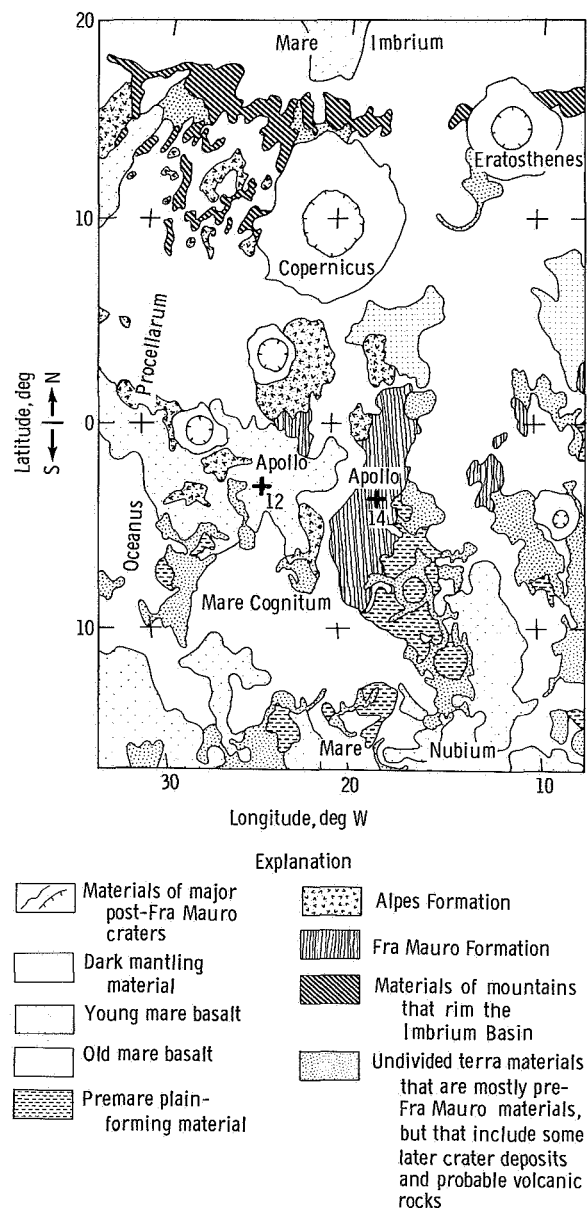 20
Mare Imbrium
Eratosthenes
10
Copernicus
Procellarum
Latitude, deg
S ← → N
0
Apollo
12
Apollo
14
Oceanus
Mare Cognitum
10
Mare Nubium
30
20
10
Longitude, deg W
Explanation
Materials of major
post-Fra Mauro
craters
Dark mantling
material
Young mare basalt
Old mare basalt
Premare plain-
forming material
Alpes Formation
Fra Mauro Formation
Materials of mountains
that rim the
Imbrium Basin
Undivided terra materials
that are mostly pre-
Fra Mauro materials,
but that include some
later crater deposits
and probable volcanic
rocks